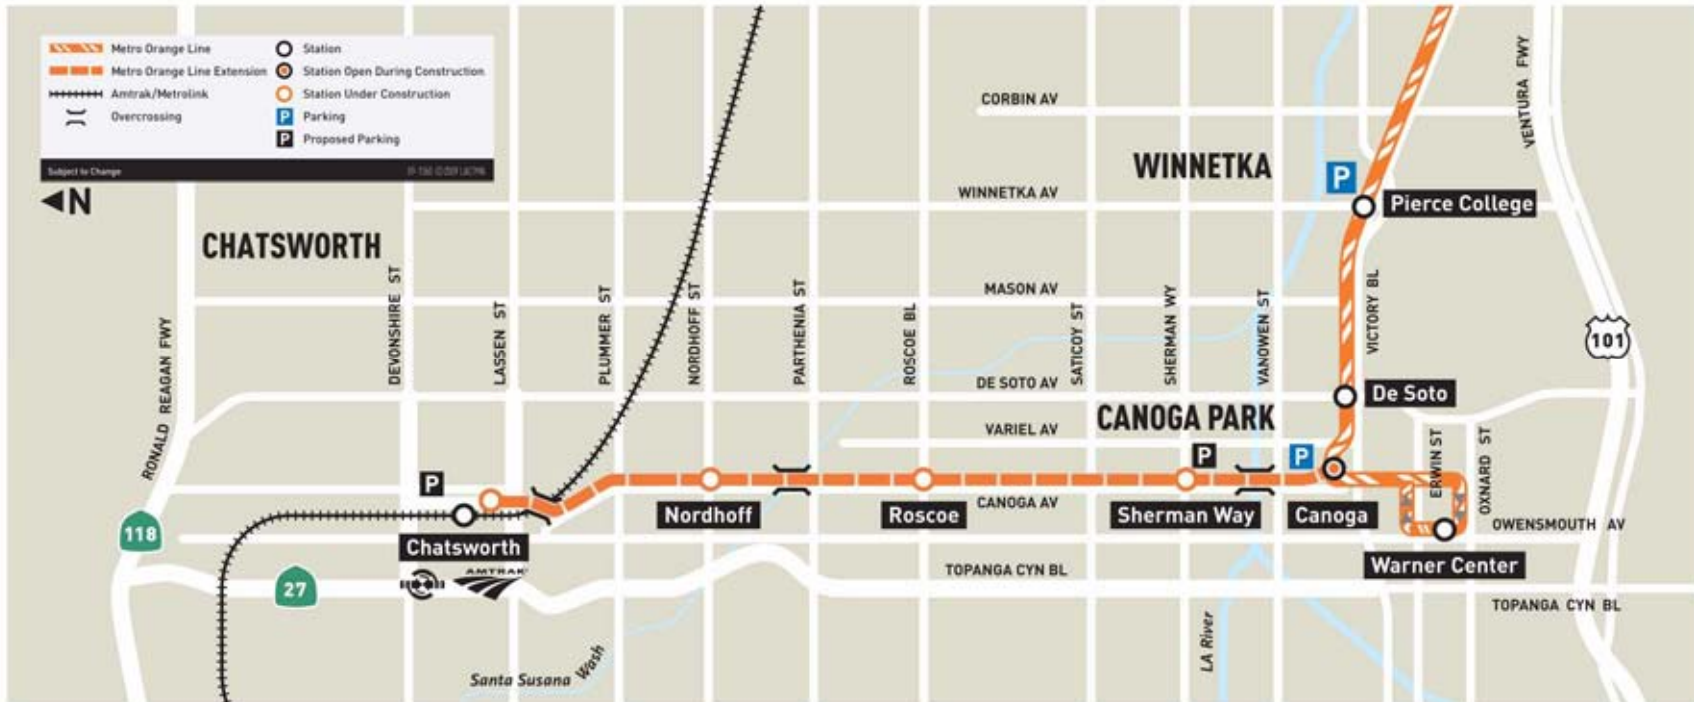 Metro Orange Line
Metro Orange Line Extension
Amtrak/Metrolink
Overcrossing
Station
Station Open During Construction
Station Under Construction
P Parking
P Proposed Parking
Subject to Change
N
CHATSWORTH
WINNETKA
CANOGA PARK
RONALD REAGAN FWY
DEVONSHIRE ST
LASSEN ST
PLUMMER ST
NORDHOFF ST
PARTHENIA ST
ROSCOE BL
SATICOY ST
SHERMAN WY
VANOWEN ST
VICTORY BL
ERWIN ST
OXNARD ST
VENTURA FWY
CORBIN AV
WINNETKA AV
MASON AV
DE SOTO AV
VARIEL AV
CANOGA AV
OWENSMOUTH AV
TOPANGA CYN BL
TOPANGA CYN BL
P
Pierce College
De Soto
101
P
P
P
Nordhoff
Roscoe
Sherman Way
Canoga
Warner Center
Chatsworth
AMTRAK
118
27
Santa Susana Wash
LA River